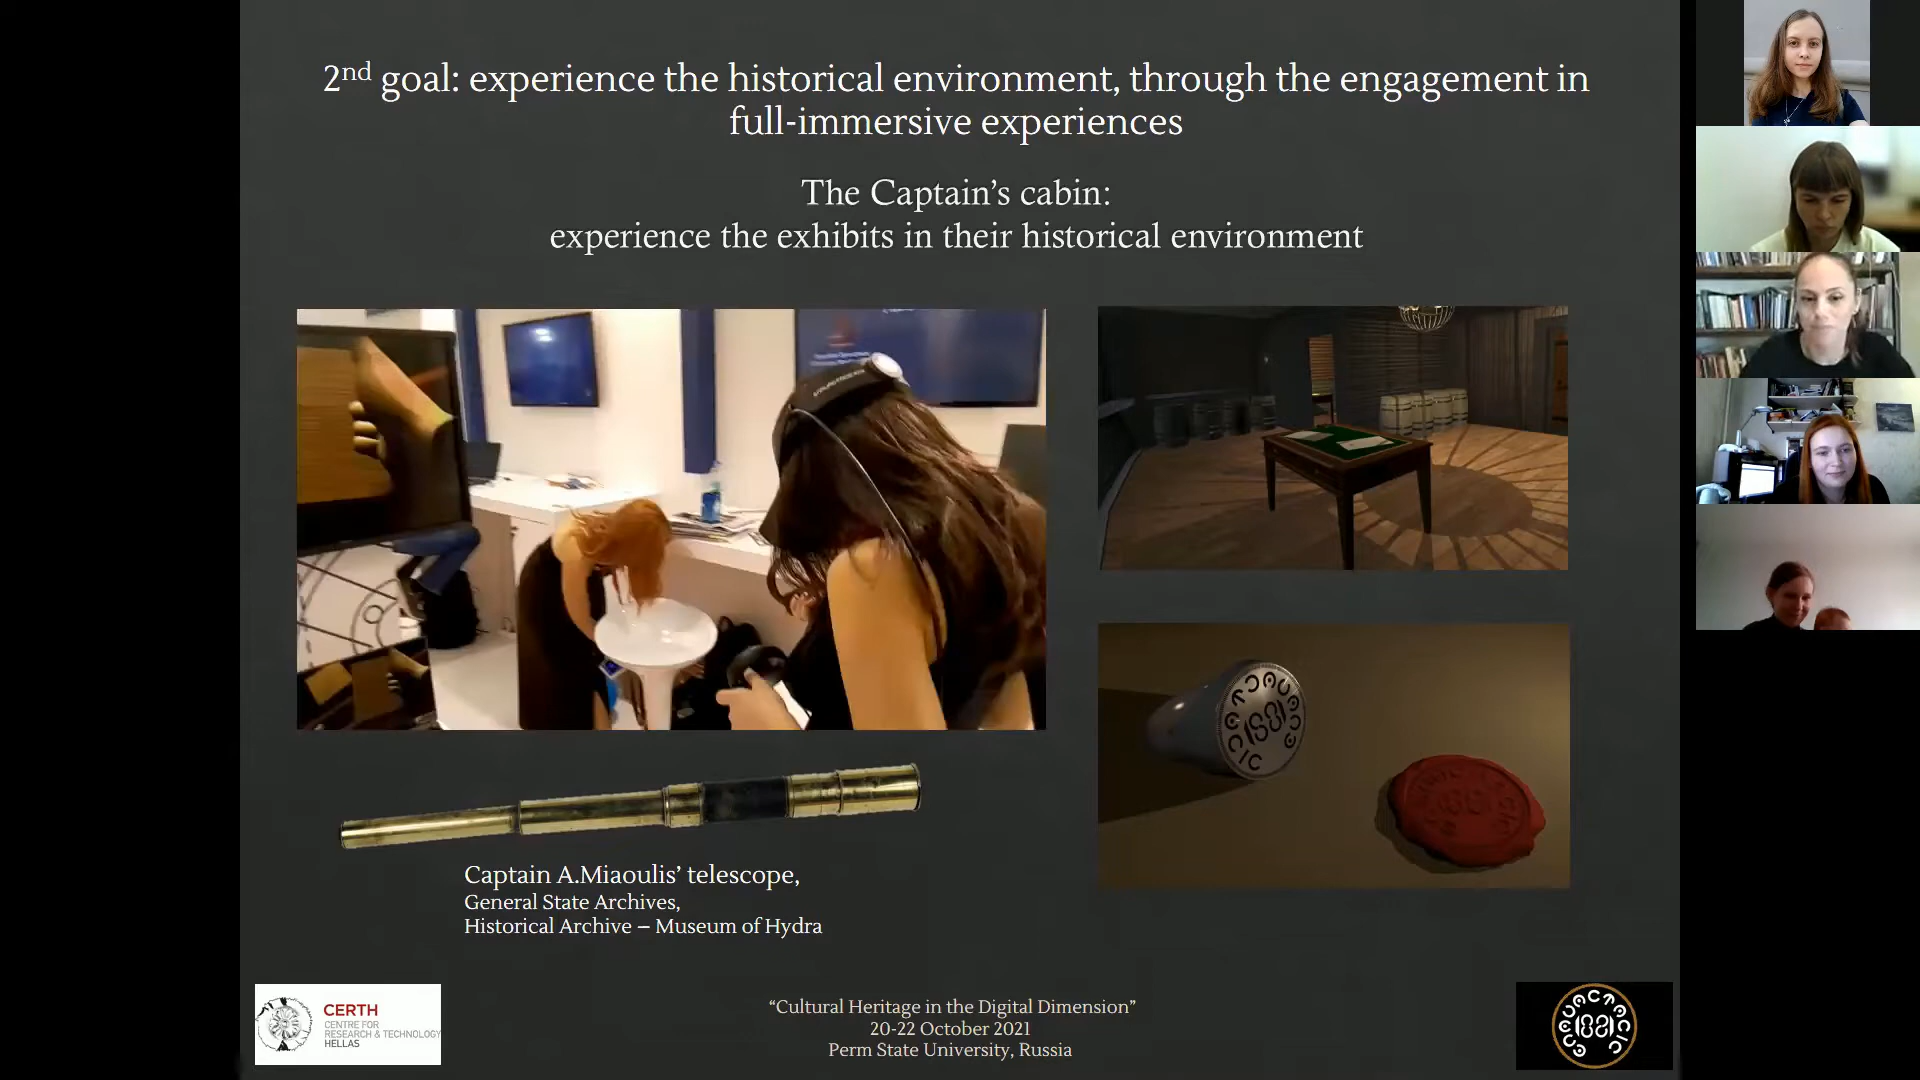 2nd goal: experience the historical environment, through the engagement in
full-immersive experiences
The Captain’s cabin:
experience the exhibits in their historical environment
Captain A.Miaoulis’ telescope,
General State Archives,
Historical Archive – Museum of Hydra
CERTH
CENTRE FOR
RESEARCH & TECHNOLOGY
HELLAS
“Cultural Heritage in the Digital Dimension”
20-22 October 2021
Perm State University, Russia